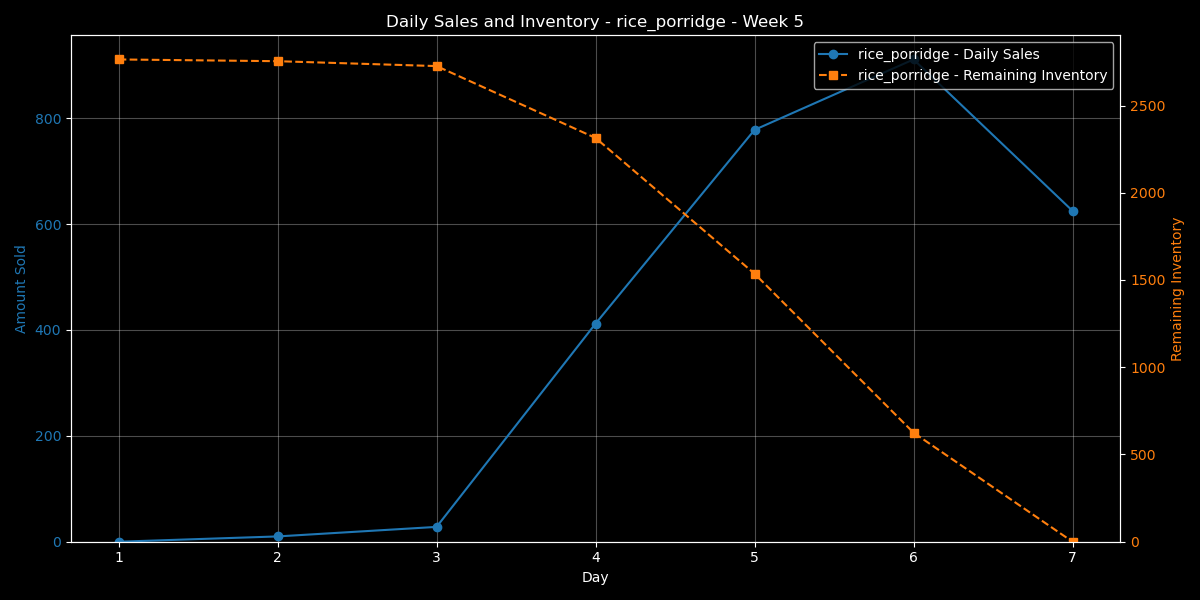 Daily Sales and Inventory - rice_porridge - Week 5
rice_porridge - Daily Sales
rice_porridge - Remaining Inventory
Amount Sold
800
600
400
200
0
2500
2000
1500
1000
500
0
Remaining Inventory
1 2 3 4 5 6 7
Day